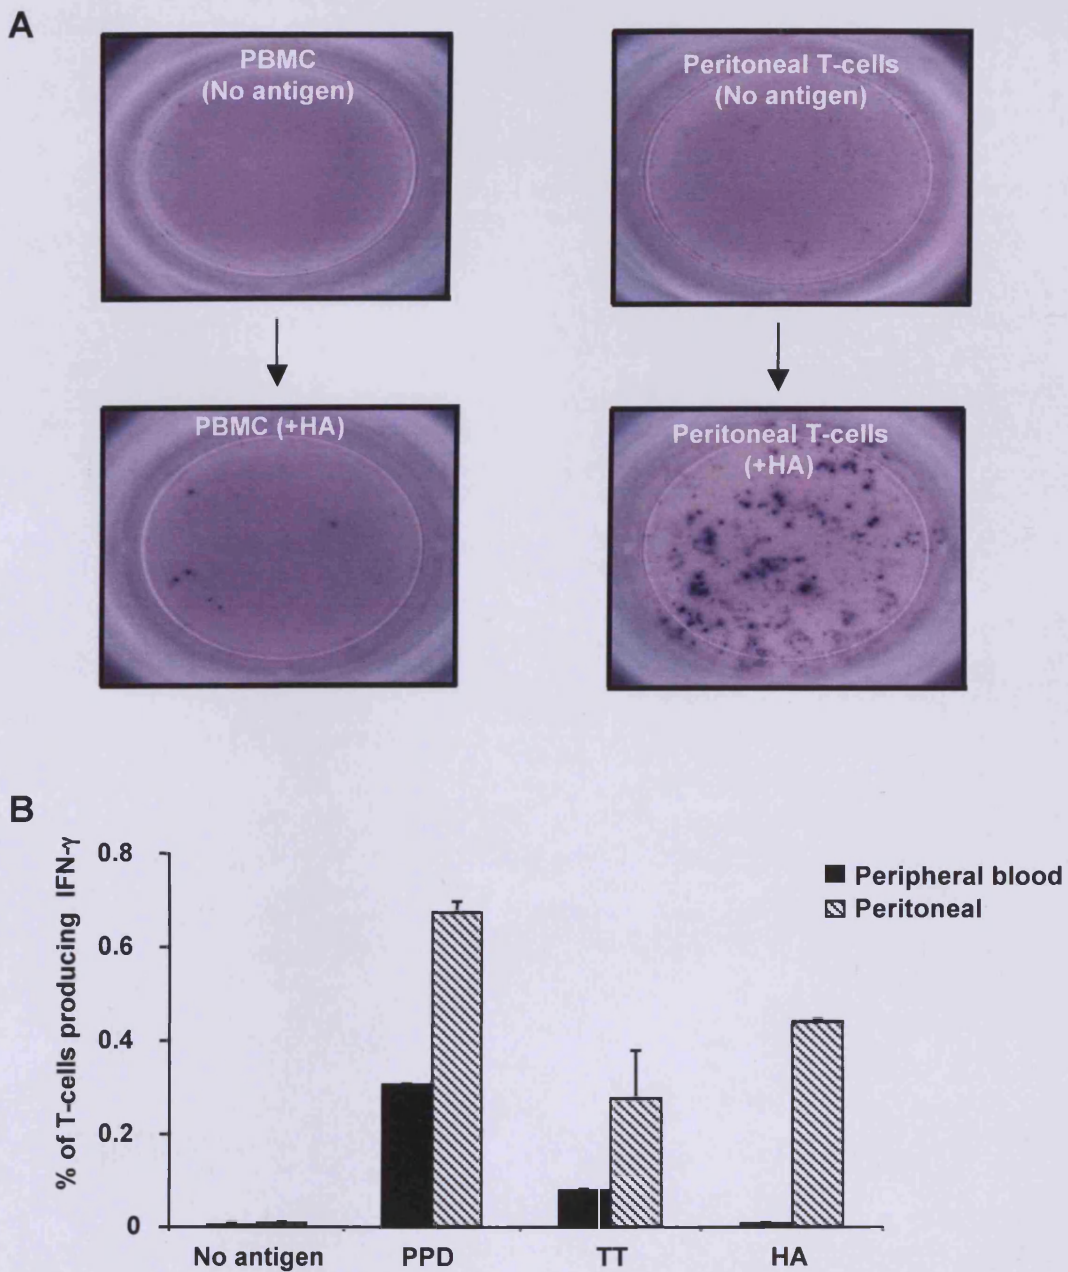 A
PBMC
(No antigen)
Peritoneal T-cells
(No antigen)
PBMC (+HA)
Peritoneal T-cells
(+HA)
B
% of T-cells producing IFN-γ
0.8
0.6
0.4
0.2
0
Peripheral blood
Peritoneal
No antigen
PPD
TT
HA